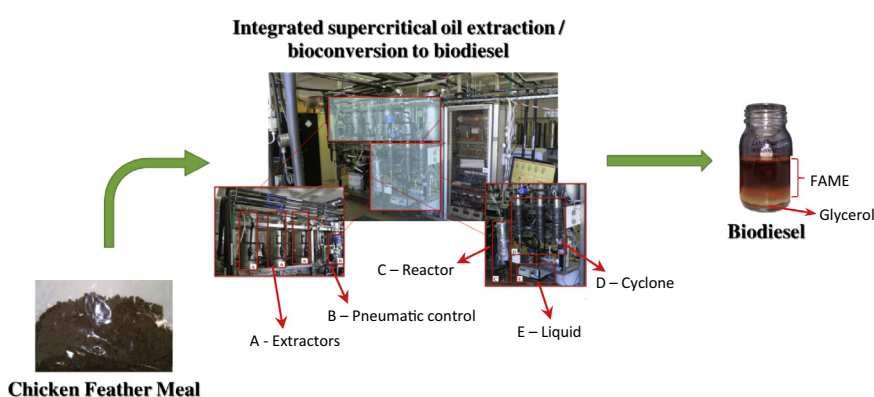 Integrated supercritical oil extraction /
bioconversion to biodiesel
FAME
Glycerol
Biodiesel
C – Reactor
D – Cyclone
B – Pneumatic control
E – Liquid
A - Extractors
Chicken Feather Meal